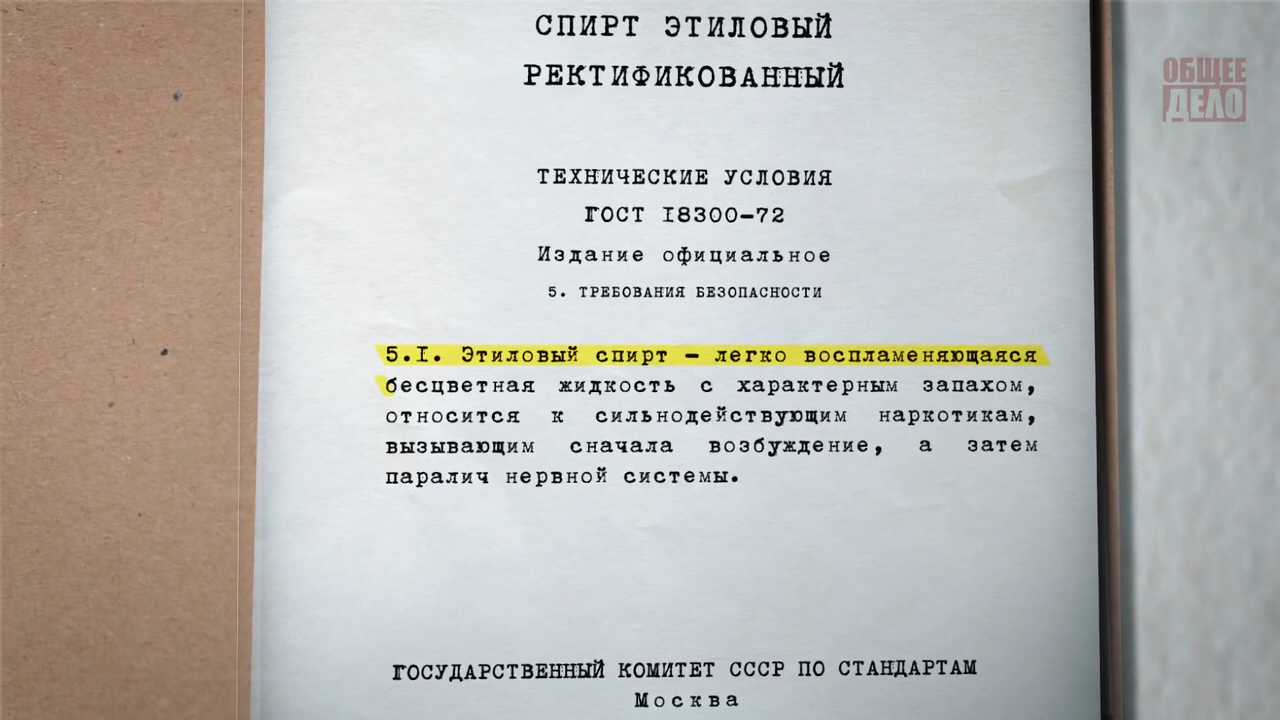 СПИРТ ЭТИЛОВЫЙ
РЕКТИФИКОВАННЫЙ
ОБЩЕЕ
ДЕЛО
ТЕХНИЧЕСКИЕ УСЛОВИЯ
ГОСТ I8300-72
Издание официальное
5. ТРЕБОВАНИЯ БЕЗОПАСНОСТИ
5.I. Этиловый спирт – легко воспламеняющаяся
бесцветная жидкость с характерным запахом,
относится к сильнодействующим наркотикам,
вызывающим сначала возбуждение, а затем
паралич нервной системы.
ГОСУДАРСТВЕННЫЙ КОМИТЕТ СССР ПО СТАНДАРТАМ
Москва